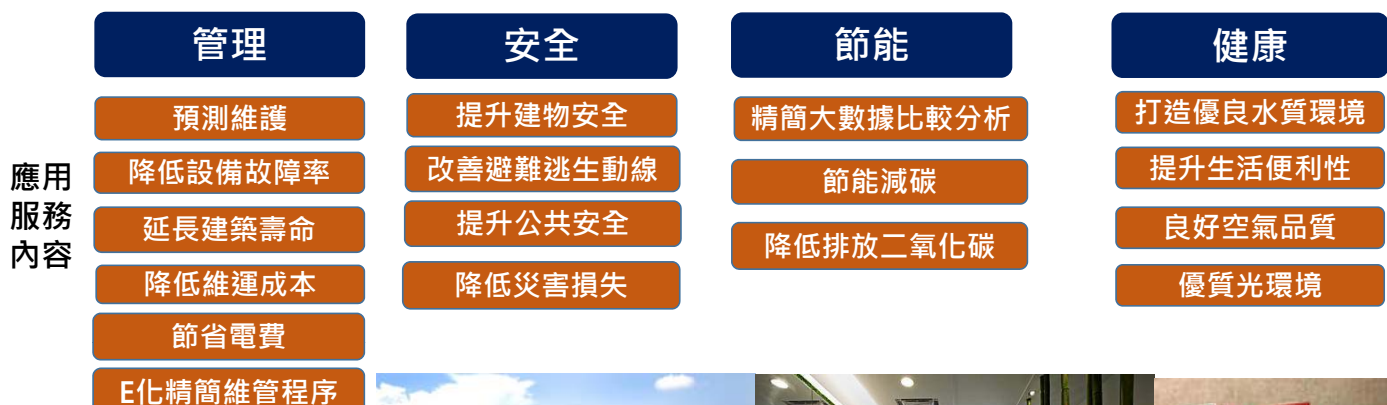 管理
預測維護
降低設備故障率
延長建築壽命
降低維運成本
節省電費
E化精簡維管程序
安全
提升建物安全
改善避難逃生動線
提升公共安全
降低災害損失
節能
精簡大數據比較分析
節能減碳
降低排放二氧化碳
健康
打造優良水質環境
提升生活便利性
良好空氣品質
優質光環境
應用
服務
內容